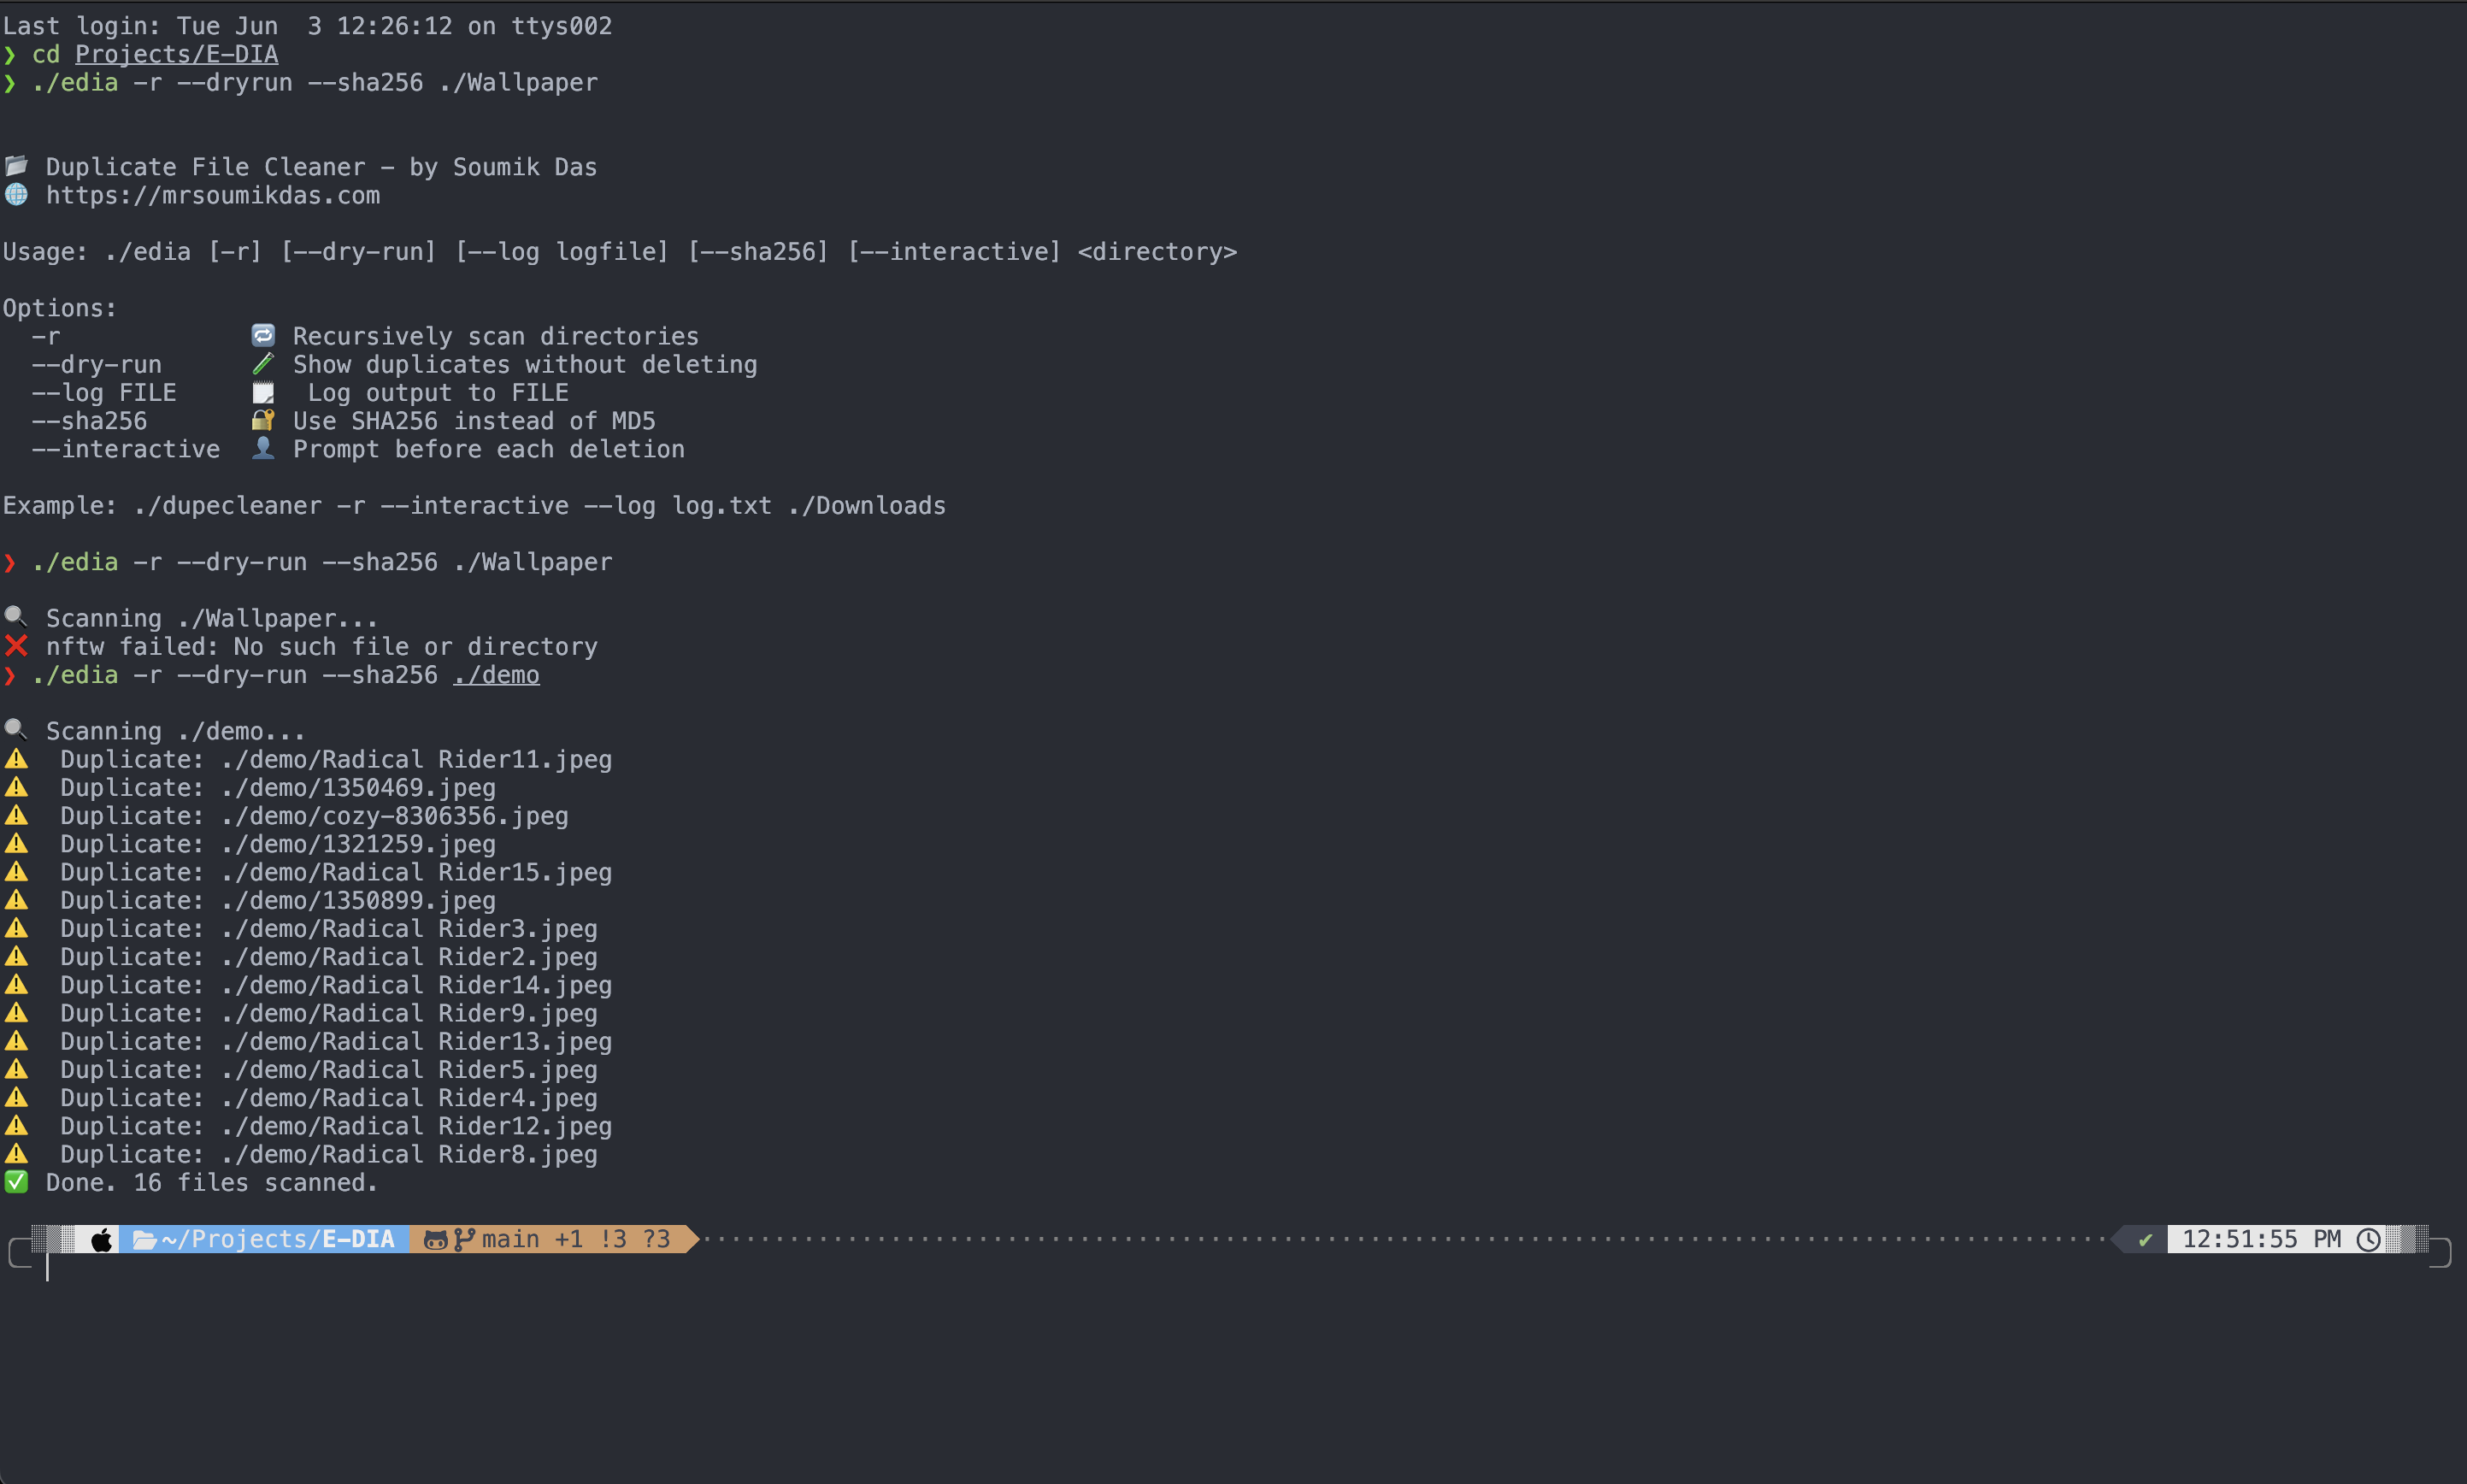 Last login: Tue Jun  3 12:26:12 on ttys002
❯ cd Projects/E-DIA
❯ ./edia -r --dryrun --sha256 ./Wallpaper
📂 Duplicate File Cleaner - by Soumik Das
🌐 https://mrsoumikdas.com
Usage: ./edia [-r] [--dry-run] [--log logfile] [--sha256] [--interactive] <directory>
Options:
  -r             🔁 Recursively scan directories
  --dry-run      🧪 Show duplicates without deleting
  --log FILE     🗒 Log output to FILE
  --sha256       🔐 Use SHA256 instead of MD5
  --interactive  👤 Prompt before each deletion
Example: ./dupecleaner -r --interactive --log log.txt ./Downloads
❯ ./edia -r --dry-run --sha256 ./Wallpaper
🔍 Scanning ./Wallpaper...
❌ nftw failed: No such file or directory
❯ ./edia -r --dry-run --sha256 ./demo
🔍 Scanning ./demo...
⚠️ Duplicate: ./demo/Radical Rider11.jpeg
⚠️ Duplicate: ./demo/1350469.jpeg
⚠️ Duplicate: ./demo/cozy-8306356.jpeg
⚠️ Duplicate: ./demo/1321259.jpeg
⚠️ Duplicate: ./demo/Radical Rider15.jpeg
⚠️ Duplicate: ./demo/1350899.jpeg
⚠️ Duplicate: ./demo/Radical Rider3.jpeg
⚠️ Duplicate: ./demo/Radical Rider2.jpeg
⚠️ Duplicate: ./demo/Radical Rider14.jpeg
⚠️ Duplicate: ./demo/Radical Rider9.jpeg
⚠️ Duplicate: ./demo/Radical Rider13.jpeg
⚠️ Duplicate: ./demo/Radical Rider5.jpeg
⚠️ Duplicate: ./demo/Radical Rider4.jpeg
⚠️ Duplicate: ./demo/Radical Rider12.jpeg
⚠️ Duplicate: ./demo/Radical Rider8.jpeg
✅ Done. 16 files scanned.
~/Projects/E-DIA main +1 !3 ?3 ✔ 12:51:55 PM